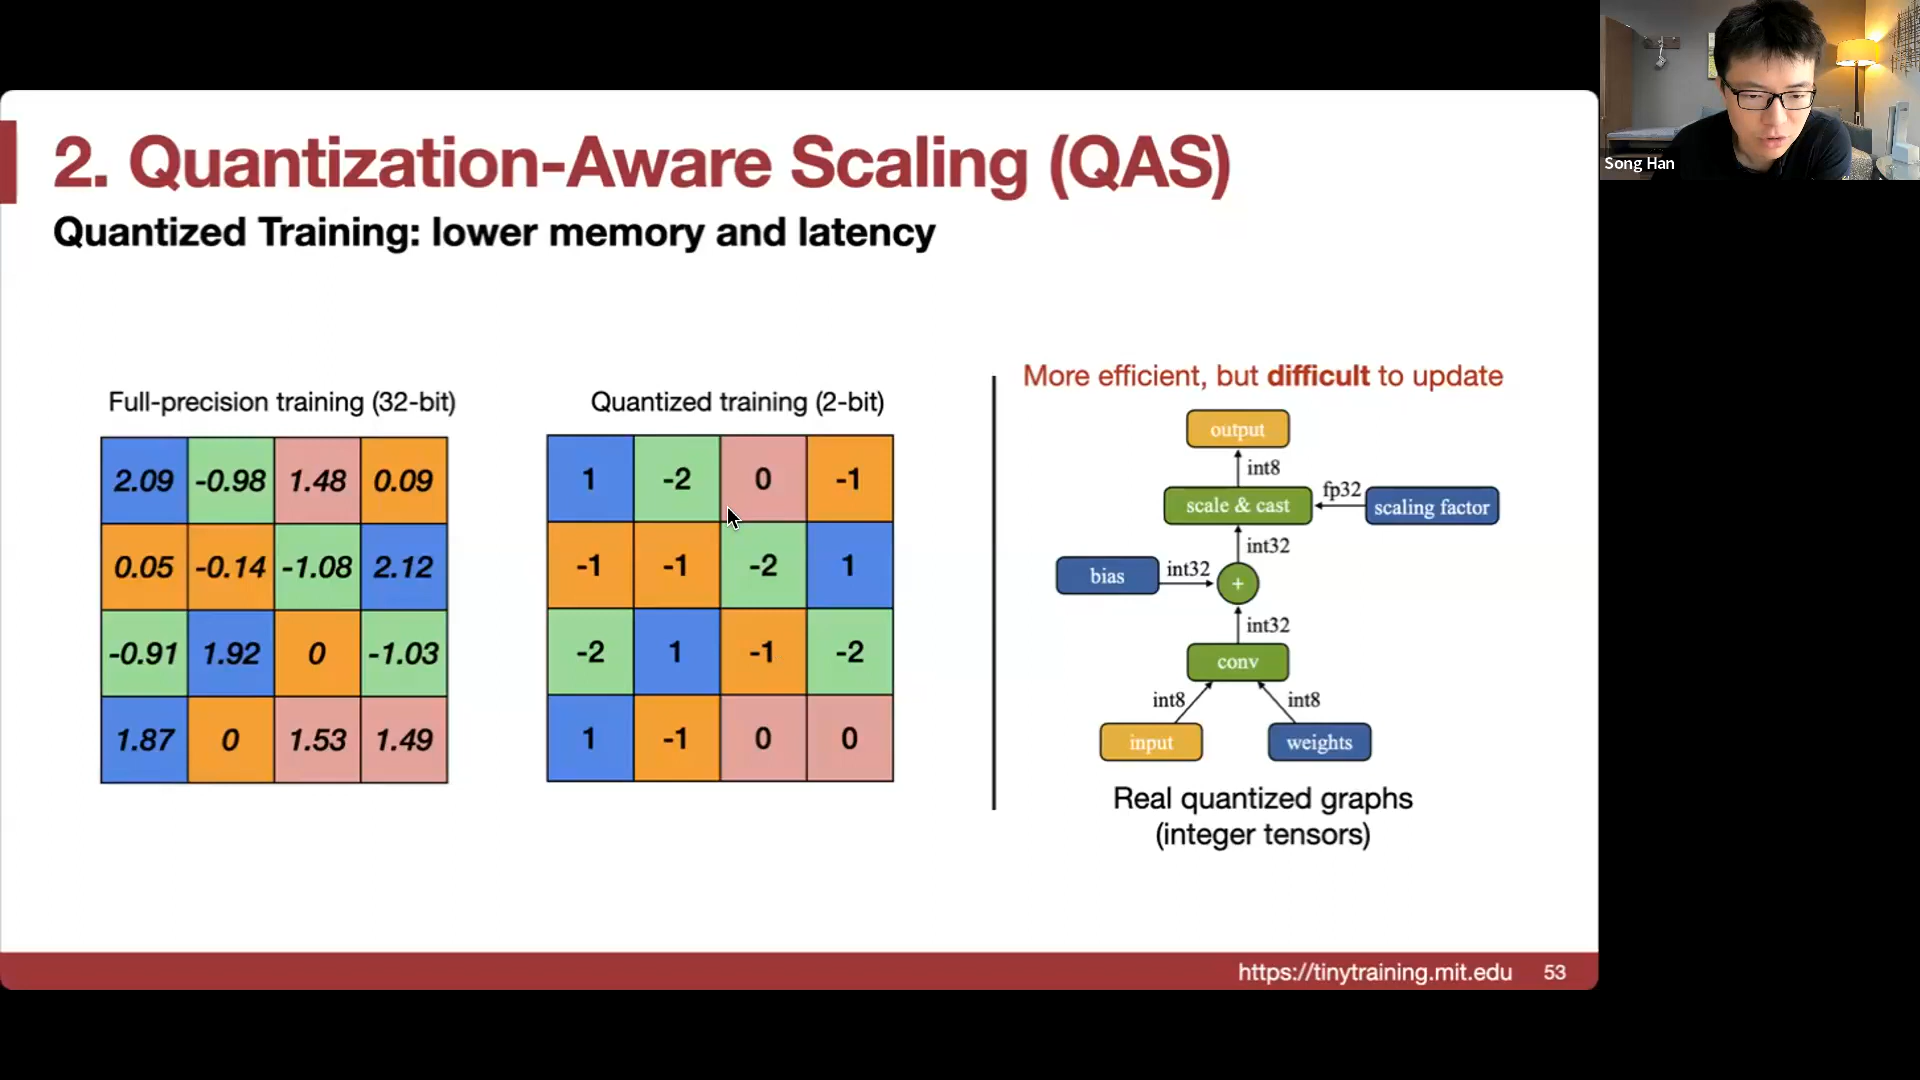 2. Quantization-Aware Scaling (QAS)
Quantized Training: lower memory and latency
Full-precision training (32-bit)
2.09 -0.98 1.48 0.09
0.05 -0.14 -1.08 2.12
-0.91 1.92 0 -1.03
1.87 0 1.53 1.49
Quantized training (2-bit)
1 -2 0 -1
-1 -1 -2 1
-2 1 -1 -2
1 -1 0 0
More efficient, but difficult to update
output
int8
scale & cast
fp32
scaling factor
int32
bias
int32
+
int32
conv
int8
int8
input
weights
Real quantized graphs
(integer tensors)
https://tinytraining.mit.edu 53
Song Han